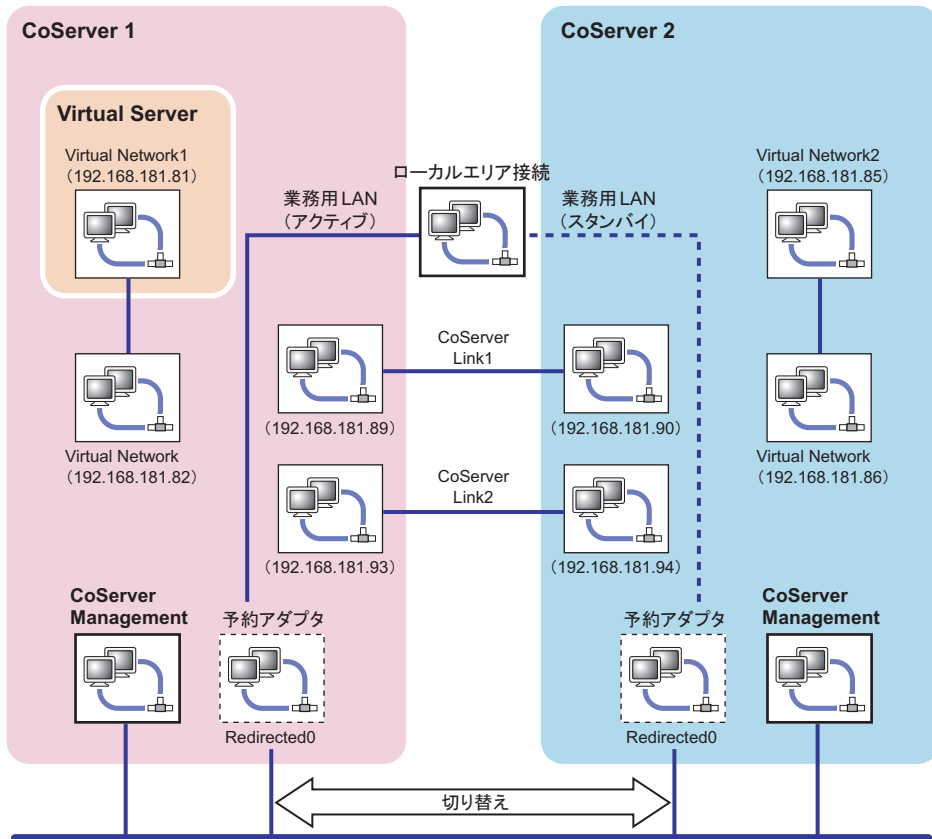 CoServer 1
CoServer 2
Virtual Server
Virtual Network1
（192.168.181.81）
ローカルエリア接続
Virtual Network2
（192.168.181.85）
業務用LAN
（アクティブ）
業務用LAN
（スタンバイ）
CoServer
Link1
（192.168.181.89）
（192.168.181.90）
Virtual Network
（192.168.181.82）
Virtual Network
（192.168.181.86）
CoServer
Link2
（192.168.181.93）
（192.168.181.94）
CoServer
Management
予約アダプタ
予約アダプタ
CoServer
Management
Redirected0
Redirected0
切り替え